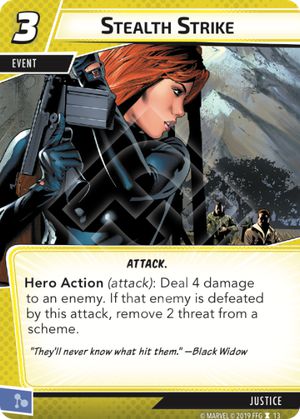 3
STEALTH STRIKE
EVENT
ATTACK.
Hero Action (attack): Deal 4 damage
to an enemy. If that enemy is defeated
by this attack, remove 2 threat from a
scheme.
"They'll never know what hit them." —Black Widow
JUSTICE
© MARVEL © 2019 FFG 13